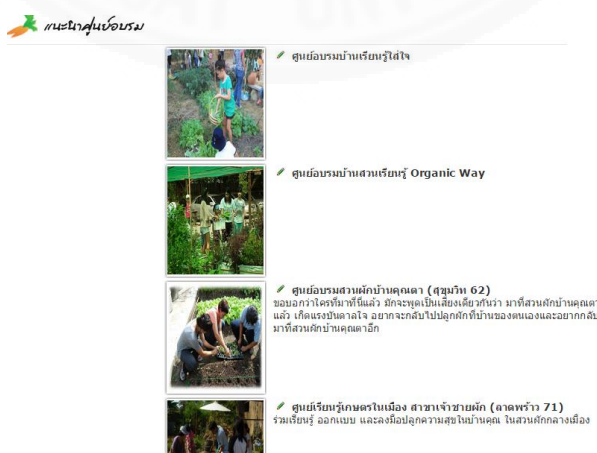 แนะนำศูนย์อบรม
ศูนย์อบรมบ้านเรียนรู้ใส่ใจ
ศูนย์อบรมบ้านสวนเรียนรู้ Organic Way
ศูนย์อบรมสวนผักบ้านคุณตา (สุขุมวิท 62)
ขอบอกว่าใครที่มาที่นี่แล้ว มักจะพูดเป็นเสียงเดียวกันว่า มาที่สวนผักบ้านคุณตา
แล้ว เกิดแรงบันดาลใจ อยากจะกลับไปปลูกผักที่บ้านของตนเองและอยากกลับ
มาที่สวนผักบ้านคุณตาอีก
ศูนย์เรียนรู้เกษตรในเมือง สาขาเจ้าชายผัก (ลาดพร้าว 71)
ร่วมเรียนรู้ ออกแบบ และลงมือปลูกความสุขในบ้านคุณ ในสวนผักกลางเมือง